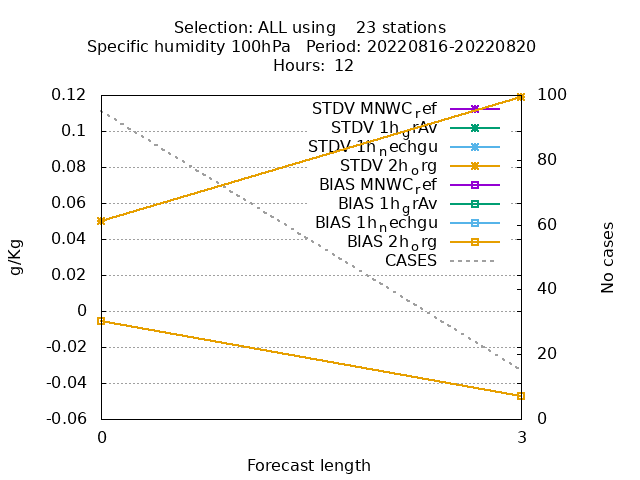 Selection: ALL using    23 stations
Specific humidity 100hPa   Period: 20220816-20220820
Hours:  12
0.12
0.1
0.08
0.06
0.04
0.02
0
-0.02
-0.04
-0.06
g/Kg
STDV MNWC_ref
STDV 1h_grAv
STDV 1h_nechgu
STDV 2h_org
BIAS MNWC_ref
BIAS 1h_grAv
BIAS 1h_nechgu
BIAS 2h_org
CASES
100
80
60
40
20
0
No cases
0    3
Forecast length